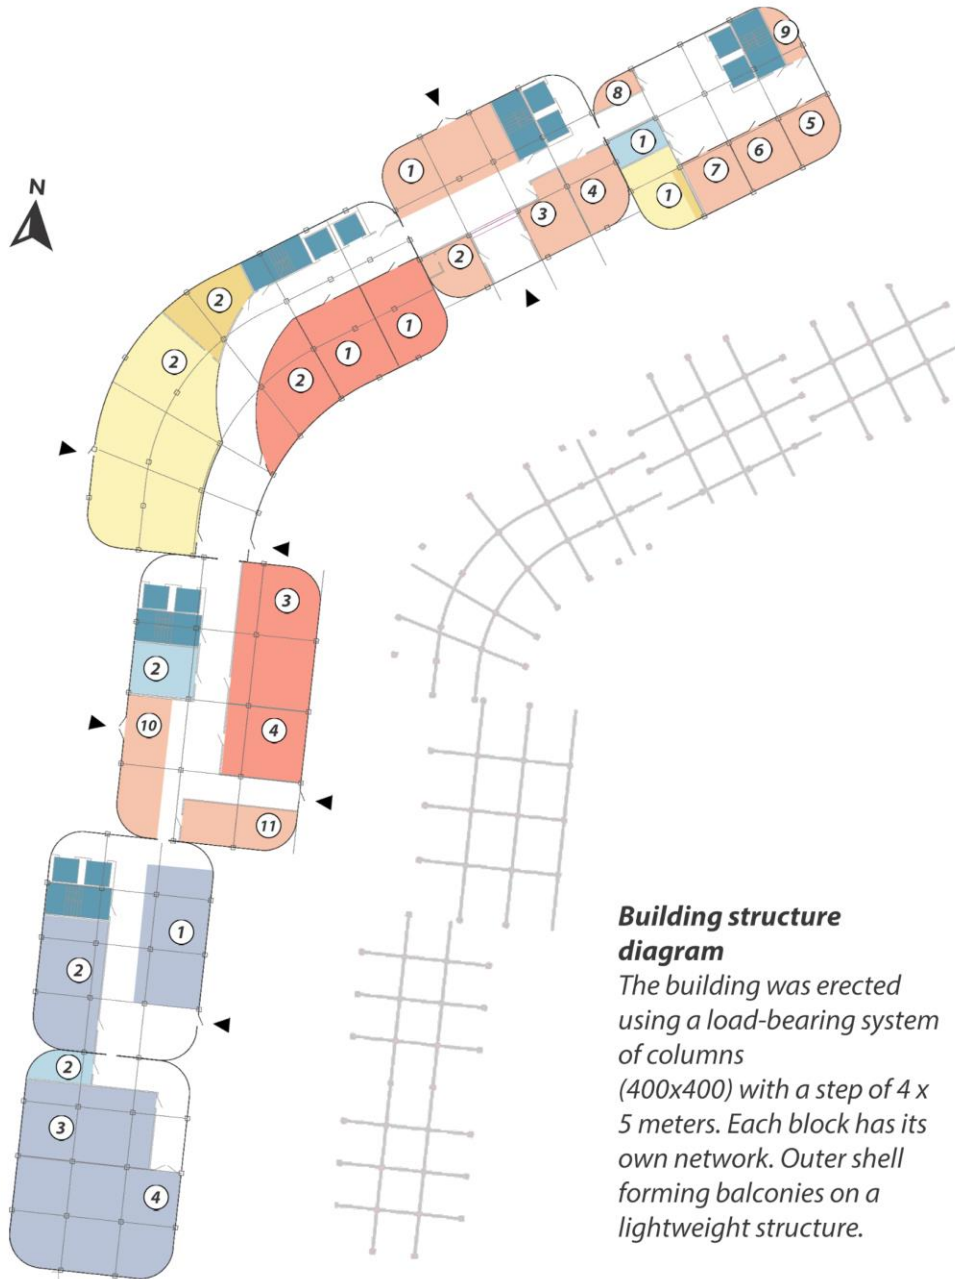 9
8
5
1
1
6
4
7
1
3
2
2
1
2
1
2
N
3
2
4
10
11
1
2
2
3
4
Building structure
diagram
The building was erected
using a load-bearing system
of columns
(400x400) with a step of 4 x
5 meters. Each block has its
own network. Outer shell
forming balconies on a
lightweight structure.